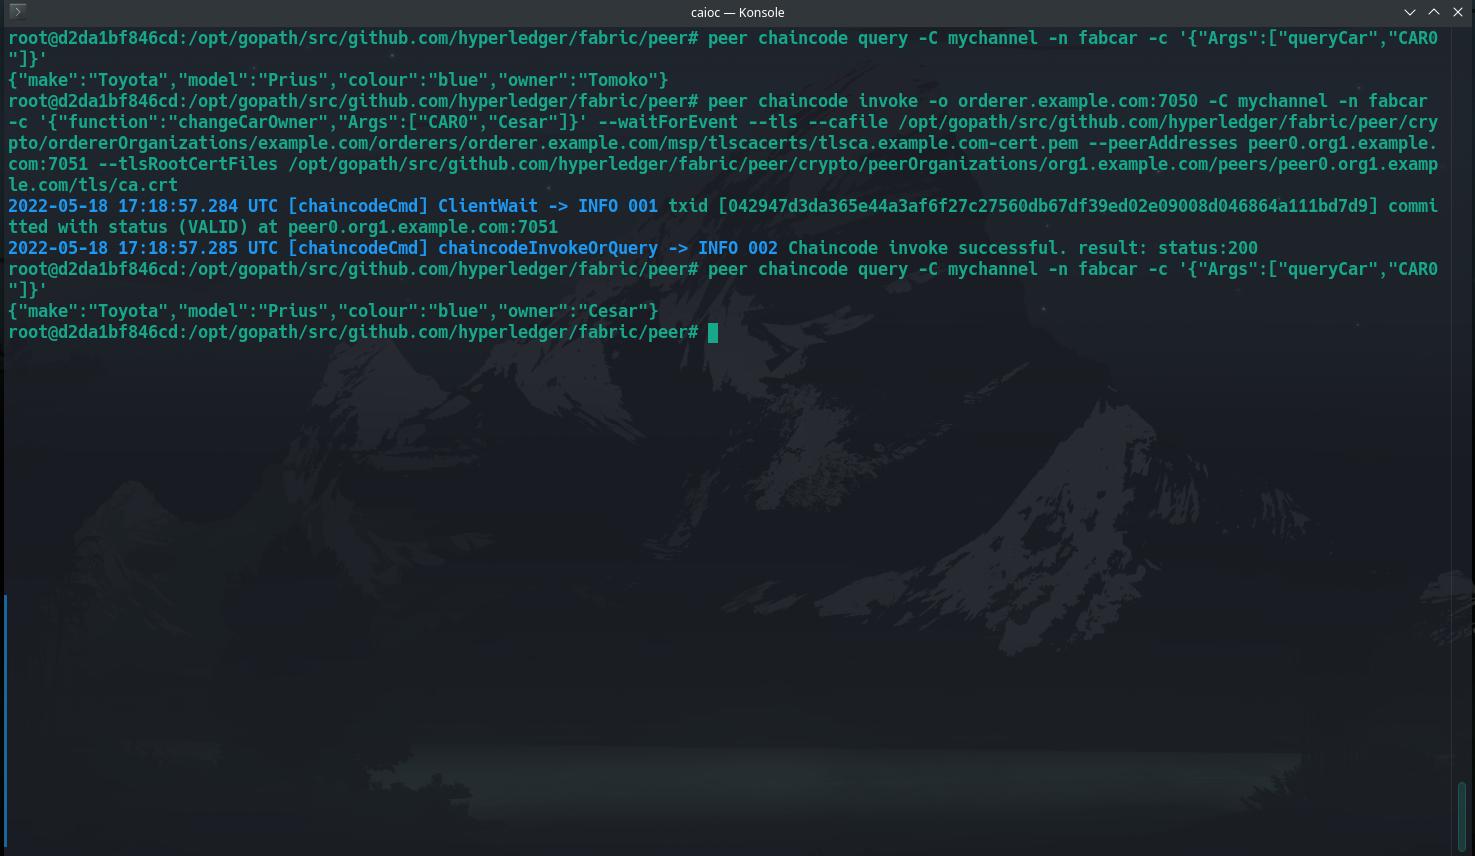 caioc — Konsole
root@d2da1bf846cd:/opt/gopath/src/github.com/hyperledger/fabric/peer# peer chaincode query -C mychannel -n fabcar -c '{"Args":["queryCar","CAR0
"]}'
{"make":"Toyota","model":"Prius","colour":"blue","owner":"Tomoko"}
root@d2da1bf846cd:/opt/gopath/src/github.com/hyperledger/fabric/peer# peer chaincode invoke -o orderer.example.com:7050 -C mychannel -n fabcar
-c '{"function":"changeCarOwner","Args":["CAR0","Cesar"]}' --waitForEvent --tls --cafile /opt/gopath/src/github.com/hyperledger/fabric/peer/cry
pto/ordererOrganizations/example.com/orderers/orderer.example.com/msp/tlscacerts/tlsca.example.com-cert.pem --peerAddresses peer0.org1.example.
com:7051 --tlsRootCertFiles /opt/gopath/src/github.com/hyperledger/fabric/peer/crypto/peerOrganizations/org1.example.com/peers/peer0.org1.examp
le.com/tls/ca.crt
2022-05-18 17:18:57.284 UTC [chaincodeCmd] ClientWait -> INFO 001 txid [042947d3da365e44a3af6f27c27560db67df39ed02e09008d046864a111bd7d9] commi
tted with status (VALID) at peer0.org1.example.com:7051
2022-05-18 17:18:57.285 UTC [chaincodeCmd] chaincodeInvokeOrQuery -> INFO 002 Chaincode invoke successful. result: status:200
root@d2da1bf846cd:/opt/gopath/src/github.com/hyperledger/fabric/peer# peer chaincode query -C mychannel -n fabcar -c '{"Args":["queryCar","CAR0
"]}'
{"make":"Toyota","model":"Prius","colour":"blue","owner":"Cesar"}
root@d2da1bf846cd:/opt/gopath/src/github.com/hyperledger/fabric/peer#